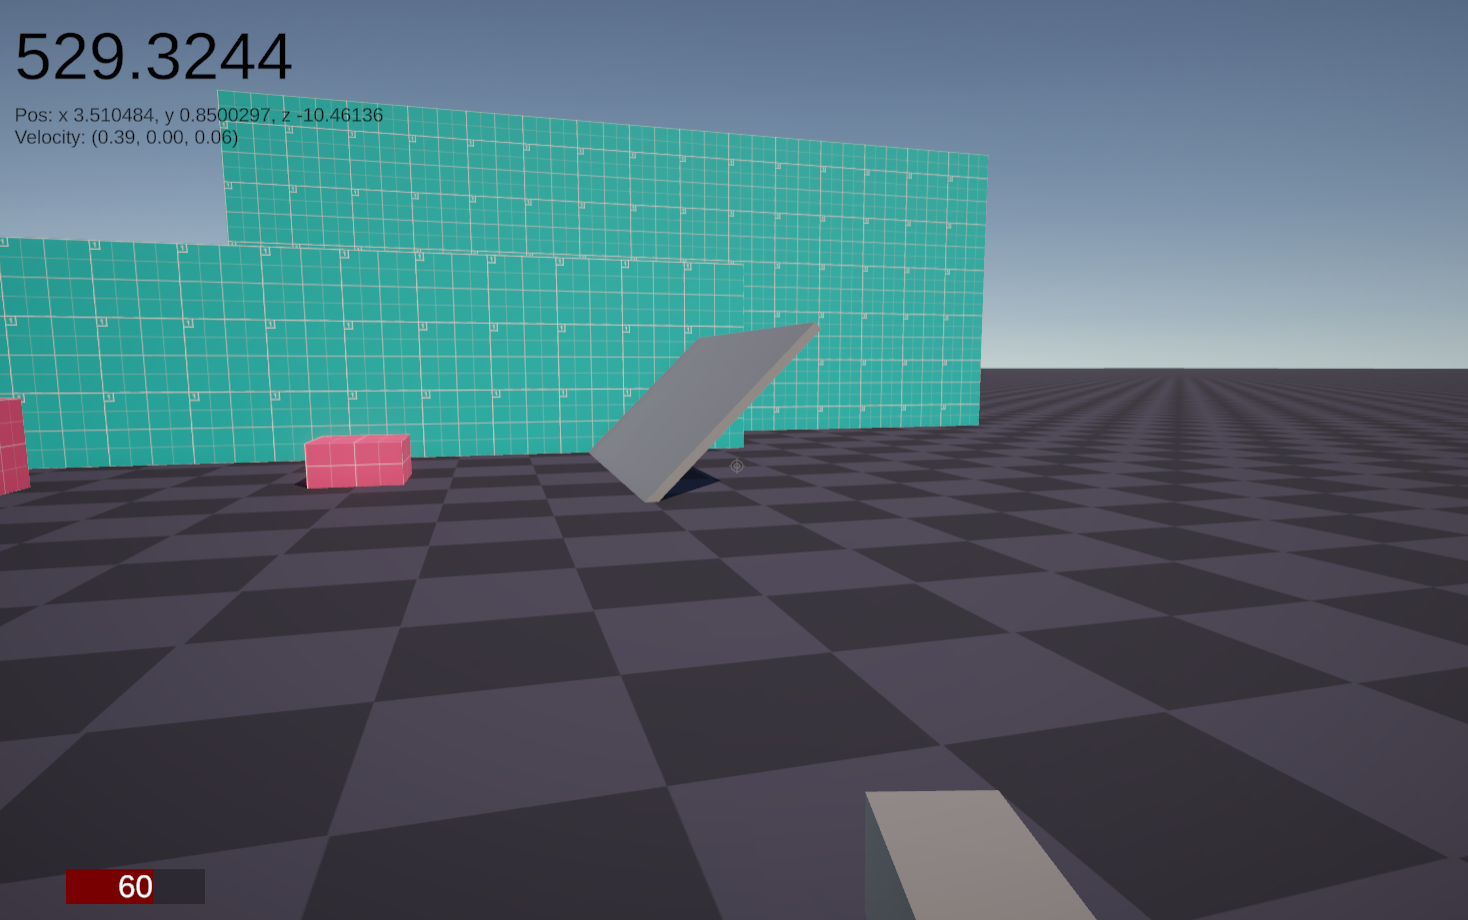 529.3244
Pos: x 3.510484, y 0.8500297, z -10.46136
Velocity: (0.39, 0.00, 0.06)
60